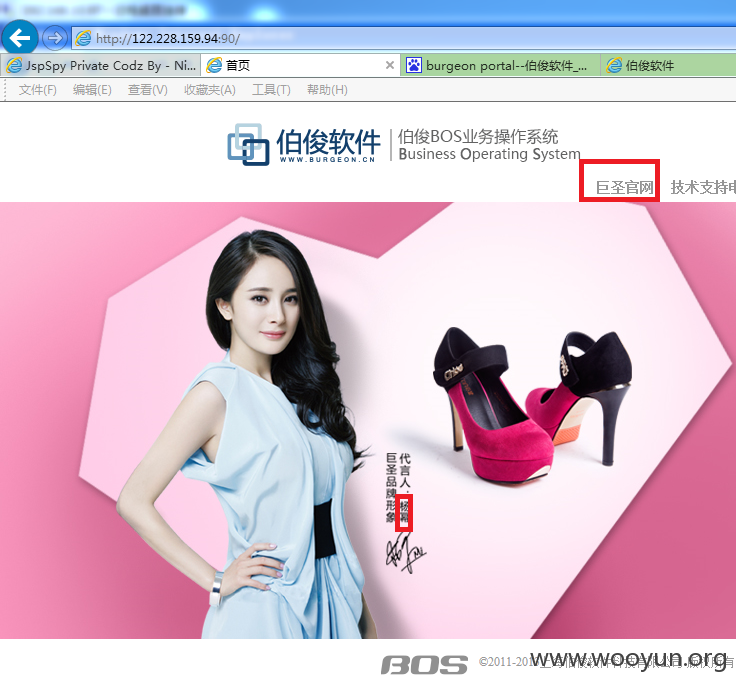 http://122.228.159.94:90/
JspSpy Private Codz By - Ni...
首页
burgeon portal--伯俊软件_...
伯俊软件
文件(F) 编辑(E) 查看(V) 收藏夹(A) 工具(T) 帮助(H)
伯俊软件
WWW.BURGEON.CN
伯俊BOS业务操作系统
Business Operating System
巨圣官网 技术支持电
代言人：杨幂
巨圣品牌形象
BOS
www.wooyun.org